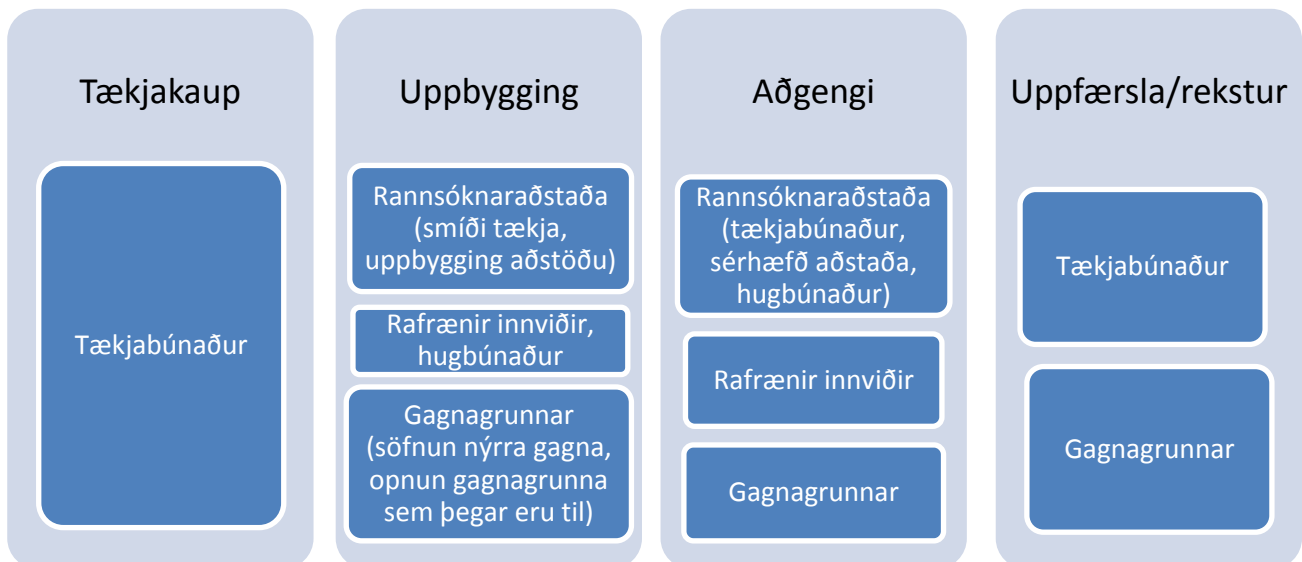 Tækjakaup
Tækjabúnaður
Uppbygging
Rannsóknaraðstaða
(smíði tækja,
uppbygging aðstöðu)
Rafrænir innviðir,
hugbúnaður
Gagnagrunnar
(söfnun nýrra gagna,
opnun gagnagrunna
sem þegar eru til)
Aðgengi
Rannsóknaraðstaða
(tækjabúnaður,
sérhæfð aðstaða,
hugbúnaður)
Rafrænir innviðir
Gagnagrunnar
Uppfærsla/rekstur
Tækjabúnaður
Gagnagrunnar